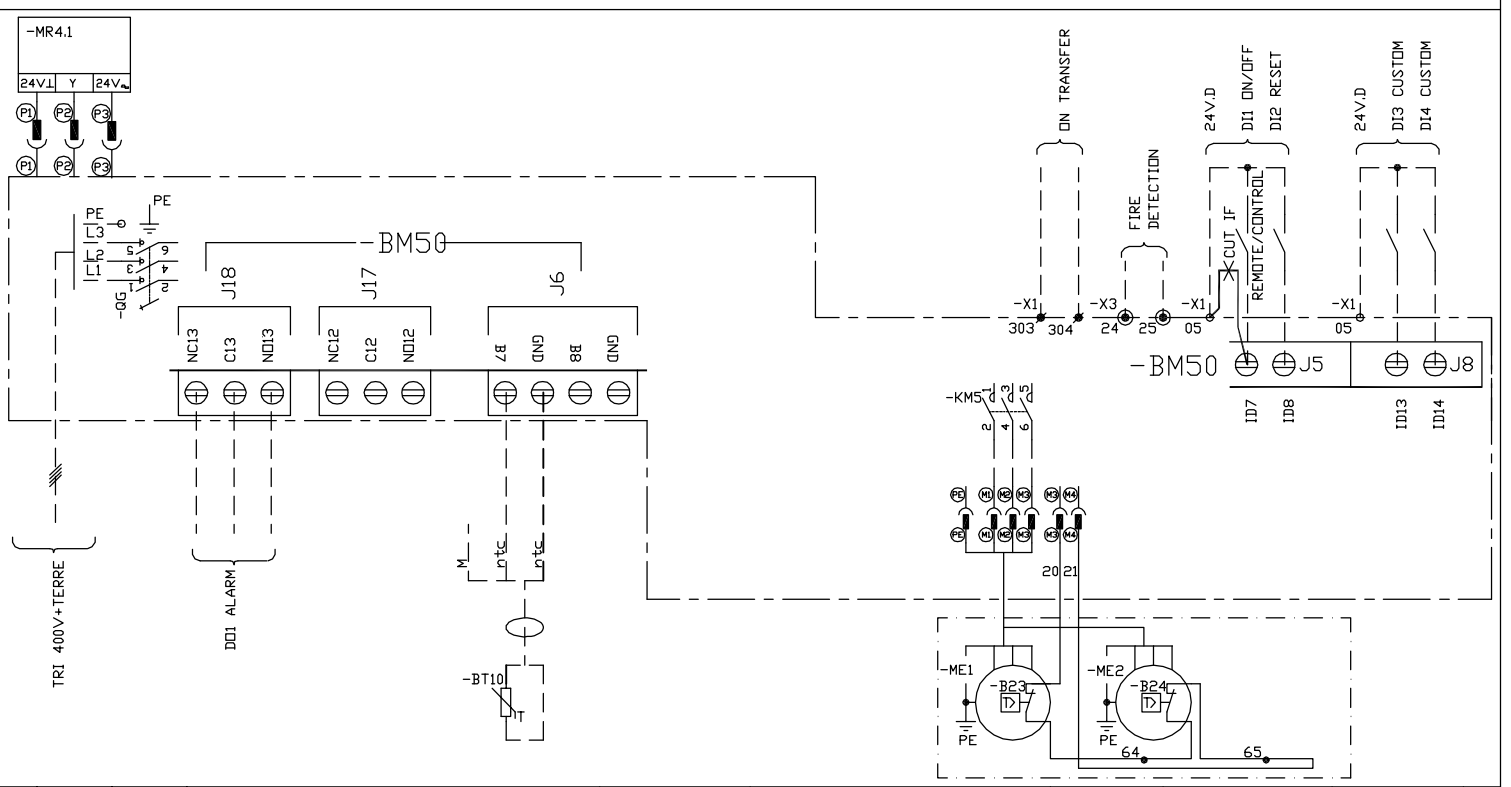 -MR4.1
24V⊥ Y 24V~
P1 P2 P3
P1 P2 P3
PE
PE
L3
L2
L1
5 6
3 4
1 2
-QG
-BM50
J18
J17
J6
NC13
C13
NO13
NC12
C12
NO12
B7
GND
B8
GND
TRI 400V+TERRE
DO1 ALARM
M
ntc
ntc
-BT10
T
ON TRANSFER
FIRE
DETECTION
24V.D
DI1 ON/OFF
DI2 RESET
24V.D
DI3 CUSTOM
DI4 CUSTOM
CUT IF
REMOTE/CONTROL
-X1
303
304
-X3
24
25
-X1
05
-X1
05
-BM50
J5
J8
ID7
ID8
ID13
ID14
-KM5
1 3 5
2 4 6
PE M1 M2 M3 M3 M4
PE M1 M2 M3 M3 M4
20 21
-ME1
-B23
T>
PE
-ME2
-B24
T>
PE
64
65